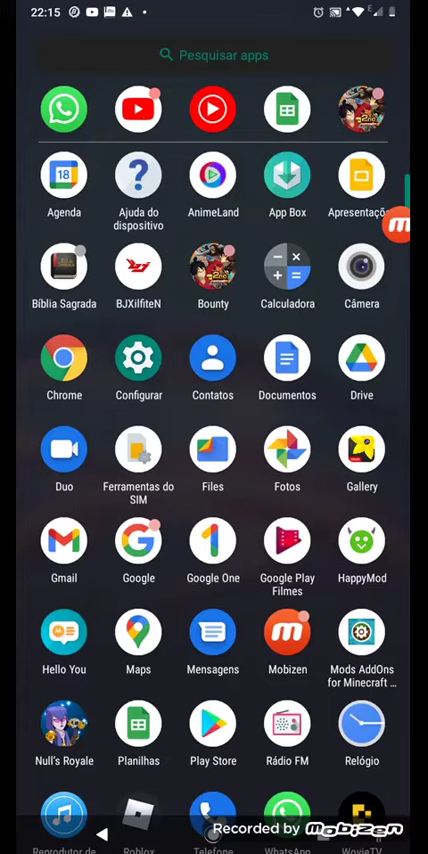 22:15
E
Pesquisar apps
18
Agenda
Ajuda do
dispositivo
AnimeLand
App Box
Apresentaçõ
Bíblia Sagrada
BJXilfiteN
Bounty
Calculadora
Câmera
Chrome
Configurar
Contatos
Documentos
Drive
Duo
Ferramentas do
SIM
Files
Fotos
Gallery
Gmail
Google
Google One
Google Play
Filmes
HappyMod
Hello You
Maps
Mensagens
Mobizen
Mods AddOns
for Minecraft ...
Null's Royale
Planilhas
Play Store
Rádio FM
Relógio
Reprodutor de
Roblox
Telefone
WhatsApp
MovieTV
Recorded by mobizen